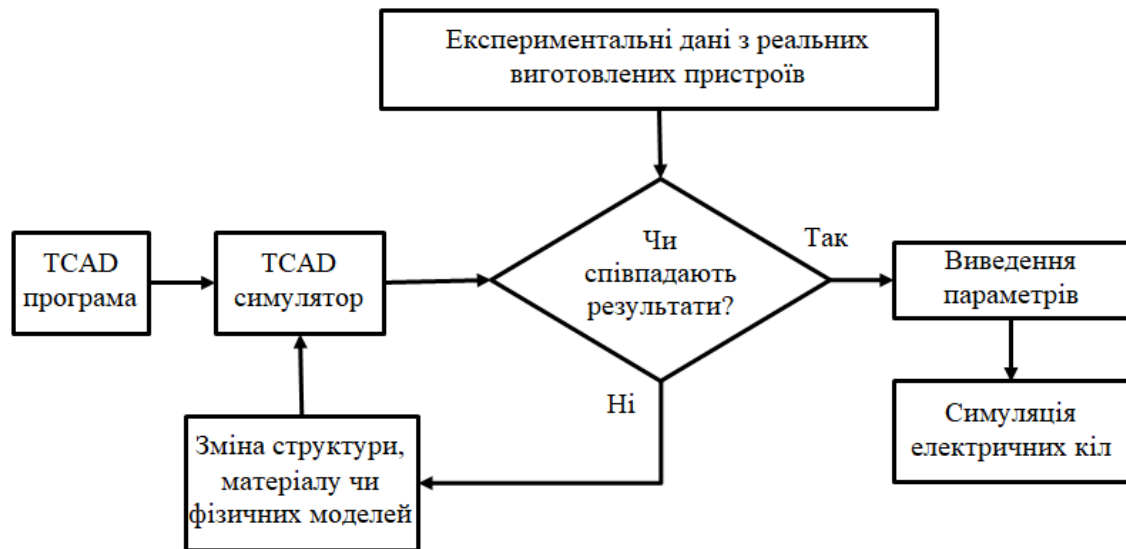 Експериментальні дані з реальних
виготовлених пристроїв
TCAD
програма
TCAD
симулятор
Чи
співпадають
результати?
Так
Виведення
параметрів
Ні
Зміна структури,
матеріалу чи
фізичних моделей
Симуляція
електричних кіл